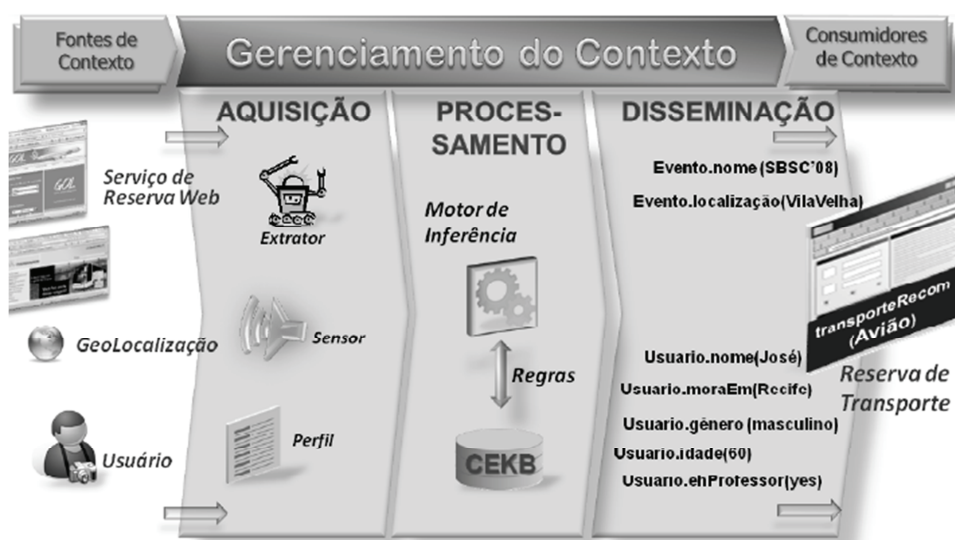 Fontes de
Contexto
Gerenciamento do Contexto
Consumidores
de Contexto
AQUISIÇÃO
PROCES-
SAMENTO
DISSEMINAÇÃO
Serviço de
Reserva Web
GOL
Extrator
Motor de
Inferência
Evento.nome (SBSC'08)
Evento.localização(VilaVelha)
GeoLocalização
Sensor
Regras
transporteRecom
(Avião)
Usuario.nome(José)
Usuario.moraEm(Recife)
Usuario.gênero (masculino)
Usuario.idade(60)
Usuario.ehProfessor(yes)
Reserva de
Transporte
Usuário
Perfil
CEKB